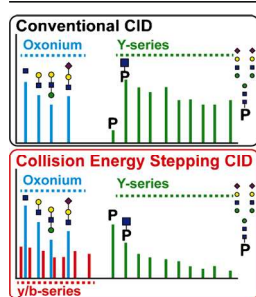 Conventional CID
Oxonium
Y-series
P
P
P
Collision Energy Stepping CID
Oxonium
Y-series
P
P
P
y/b-series